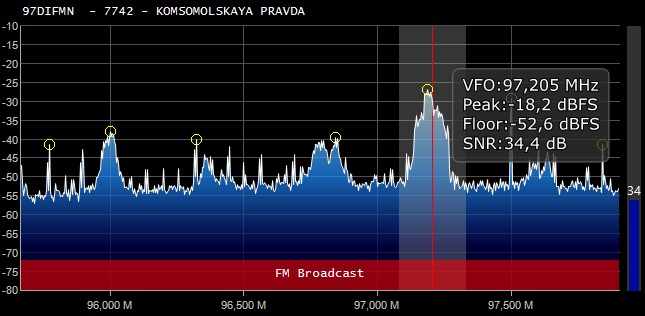 97DIFMN - 7742 - KOMSOMOLSKAYA PRAVDA
-10
-15
-20
-25
-30
-35
-40
-45
-50
-55
-60
-65
-70
-75
-80
VFO:97,205 MHz
Peak:-18,2 dBFS
Floor:-52,6 dBFS
SNR:34,4 dB
34
FM Broadcast
96,000 M
96,500 M
97,000 M
97,500 M